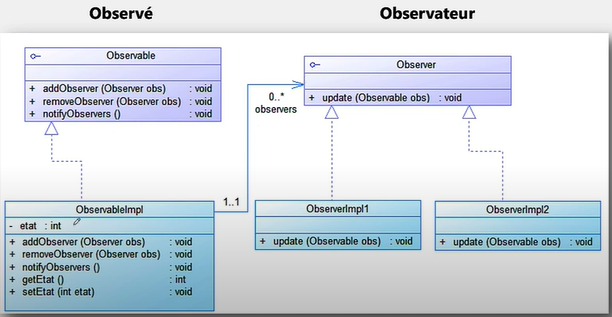 Observé
Observateur
Observable
+ addObserver (Observer obs) : void
+ removeObserver (Observer obs) : void
+ notifyObservers () : void
Observer
+ update (Observable obs) : void
0..*
observers
1..1
ObservableImpl
- etat : int
+ addObserver (Observer obs) : void
+ removeObserver (Observer obs) : void
+ notifyObservers () : void
+ getEtat () : int
+ setEtat (int etat) : void
ObserverImpl1
+ update (Observable obs) : void
ObserverImpl2
+ update (Observable obs) : void